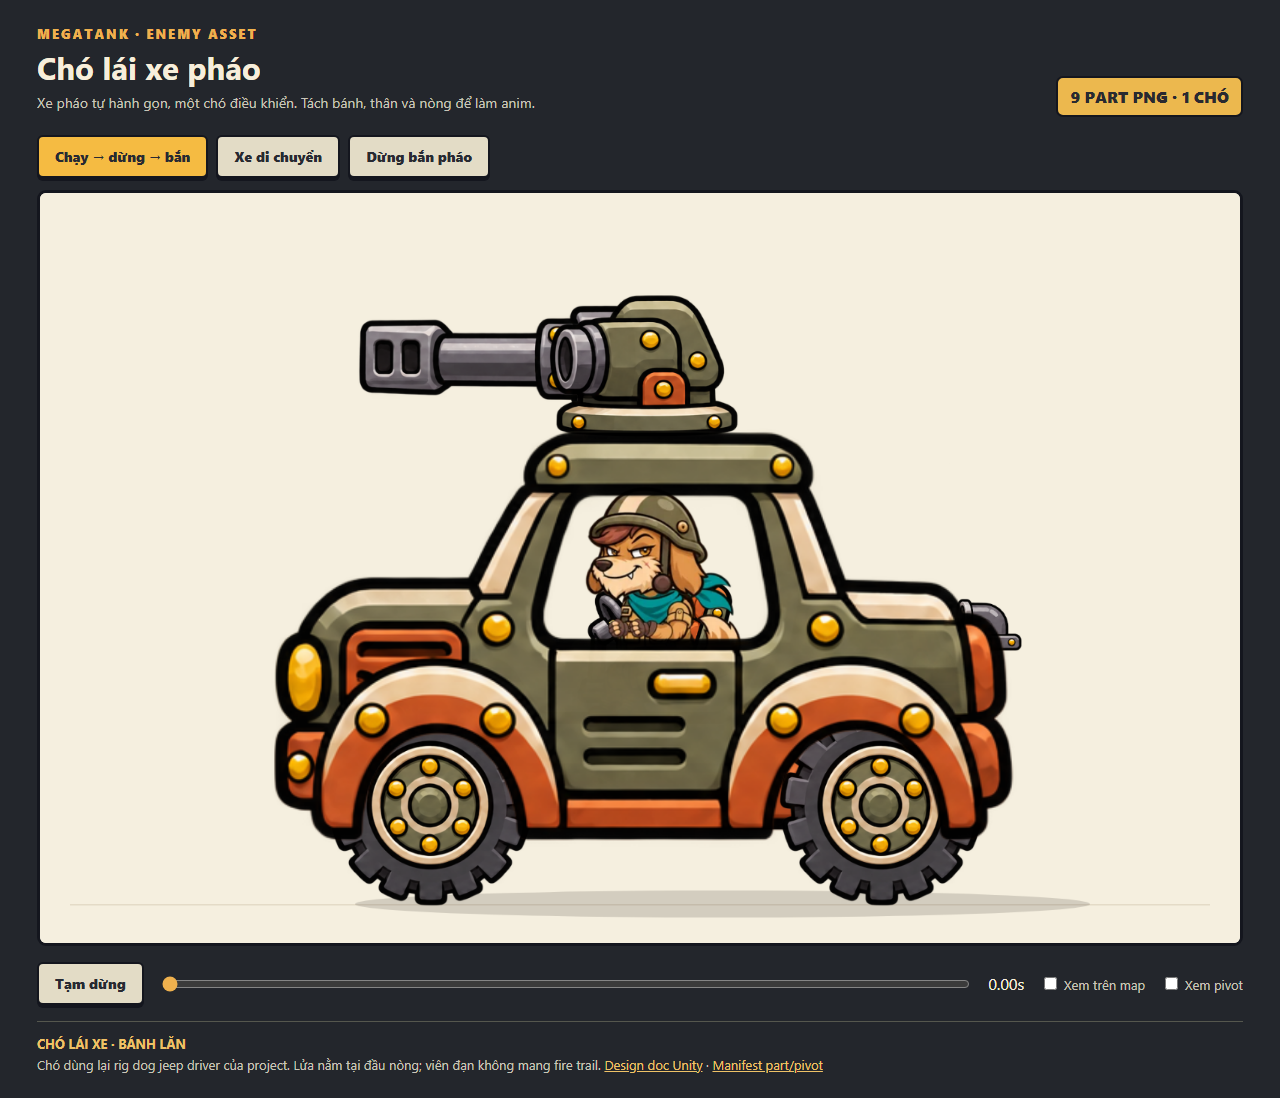 MEGATANK · ENEMY ASSET
Chó lái xe pháo
Xe pháo tự hành gọn, một chó điều khiển. Tách bánh, thân và nòng để làm anim.
9 PART PNG · 1 CHÓ
Chạy → dừng → bắn
Xe di chuyển
Dừng bắn pháo
Tạm dừng
0.00s
Xem trên map
Xem pivot
CHÓ LÁI XE · BÁNH LĂN
Chó dùng lại rig dog jeep driver của project. Lửa nằm tại đầu nòng; viên đạn không mang fire trail. Design doc Unity · Manifest part/pivot